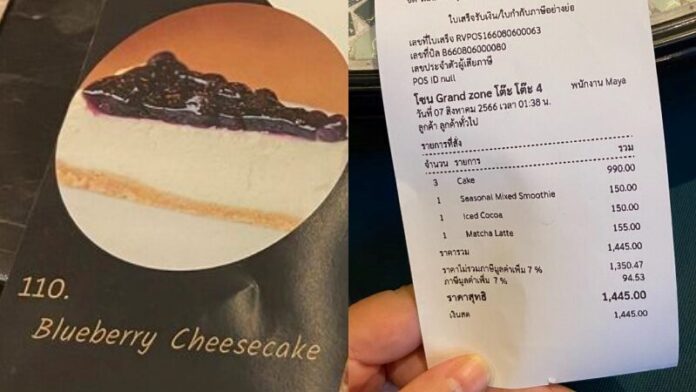 110.
Blueberry Cheesecake
ใบเสร็จรับเงิน/ใบกำกับภาษีอย่างย่อ
เลขที่ใบเสร็จ RVPOS166080600063
เลขที่บิล B660806000080
เลขประจำตัวผู้เสียภาษี
POS ID null
โซน Grand zone โต๊ะ โต๊ะ 4 พนักงาน Maya
วันที่ 07 สิงหาคม 2566 เวลา 01:38 น.
ลูกค้า ลูกค้าทั่วไป
รายการที่สั่ง
จำนวน รายการ รวม
3 Cake 990.00
1 Seasonal Mixed Smoothie 150.00
1 Iced Cocoa 150.00
1 Matcha Latte 155.00
ราคารวม 1,445.00
ราคาไม่รวมภาษีมูลค่าเพิ่ม 7 % 1,350.47
ภาษีมูลค่าเพิ่ม 7 % 94.53
ราคาสุทธิ 1,445.00
เงินสด 1,445.00